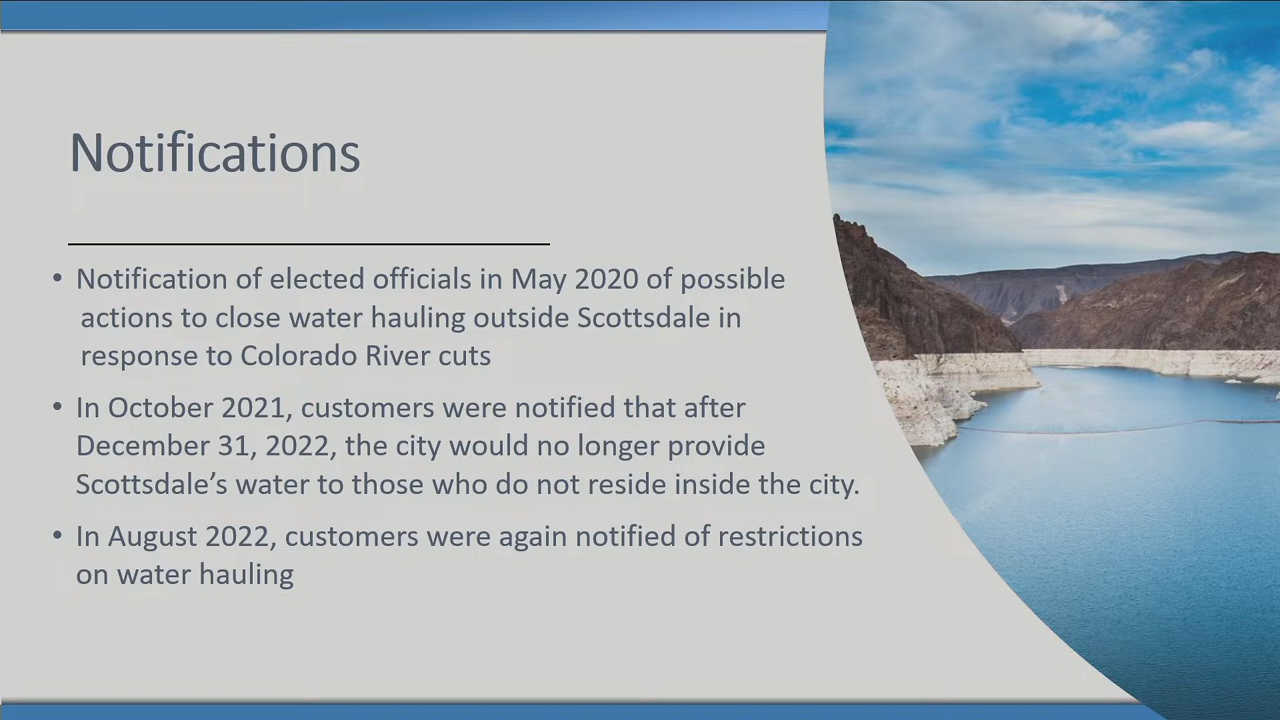 Notifications
• Notification of elected officials in May 2020 of possible
actions to close water hauling outside Scottsdale in
response to Colorado River cuts
• In October 2021, customers were notified that after
December 31, 2022, the city would no longer provide
Scottsdale’s water to those who do not reside inside the city.
• In August 2022, customers were again notified of restrictions
on water hauling